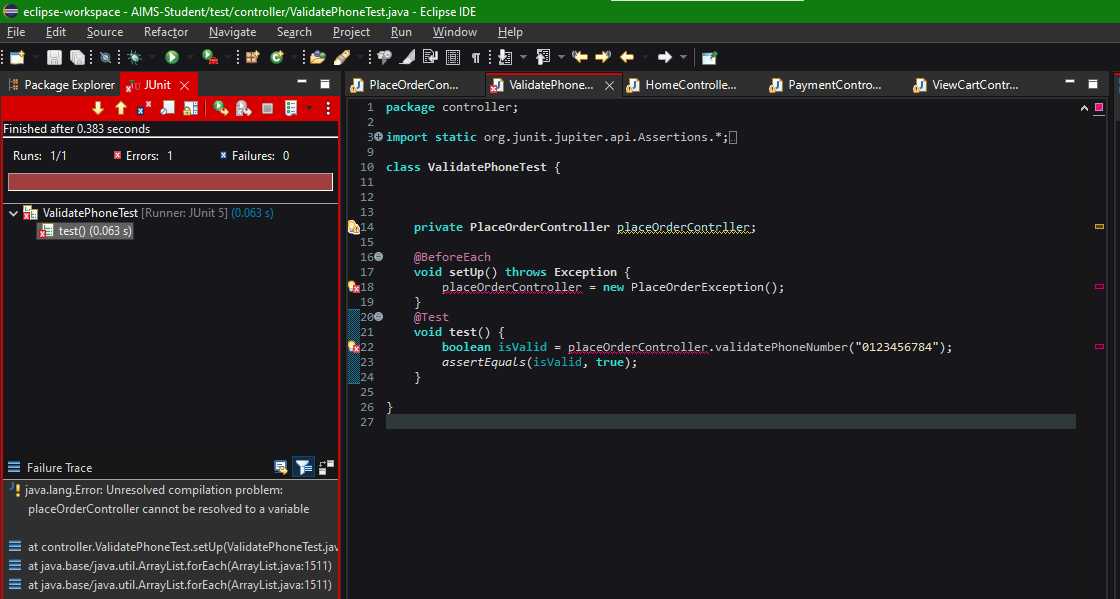 eclipse-workspace - AIMS-Student/test/controller/ValidatePhoneTest.java - Eclipse IDE
File Edit Source Refactor Navigate Search Project Run Window Help
Package Explorer JUnit
Finished after 0.383 seconds
Runs: 1/1 Errors: 1 Failures: 0
ValidatePhoneTest [Runner: JUnit 5] (0.063 s)
test() (0.063 s)
Failure Trace
java.lang.Error: Unresolved compilation problem:
placeOrderController cannot be resolved to a variable
at controller.ValidatePhoneTest.setUp(ValidatePhoneTest.jav
at java.base/java.util.ArrayList.forEach(ArrayList.java:1511)
at java.base/java.util.ArrayList.forEach(ArrayList.java:1511)
PlaceOrderCon... ValidatePhone... HomeControlle... PaymentContro... ViewCartContr...
1 package controller;
2
3 import static org.junit.jupiter.api.Assertions.*;
9
10 class ValidatePhoneTest {
11
12
13
14 private PlaceOrderController placeOrderContrller;
15
16 @BeforeEach
17 void setUp() throws Exception {
18 placeOrderController = new PlaceOrderException();
19 }
20 @Test
21 void test() {
22 boolean isValid = placeOrderController.validatePhoneNumber("0123456784");
23 assertEquals(isValid, true);
24 }
25
26 }
27